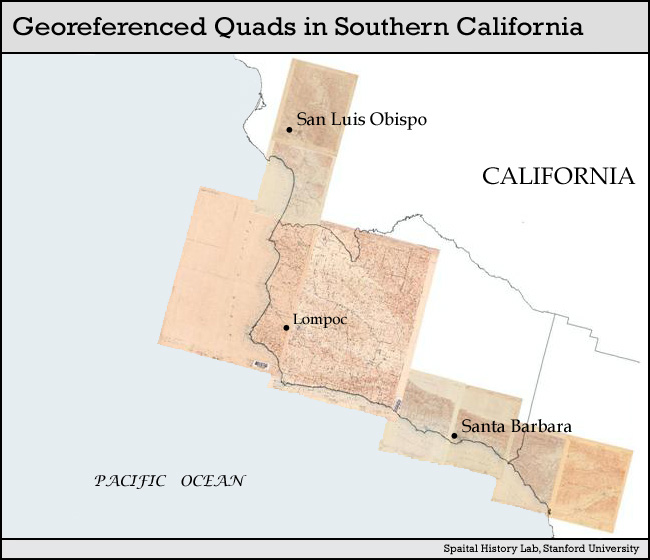 Georeferenced Quads in Southern California
San Luis Obispo
CALIFORNIA
Lompoc
Santa Barbara
PACIFIC OCEAN
Spaital History Lab, Stanford University